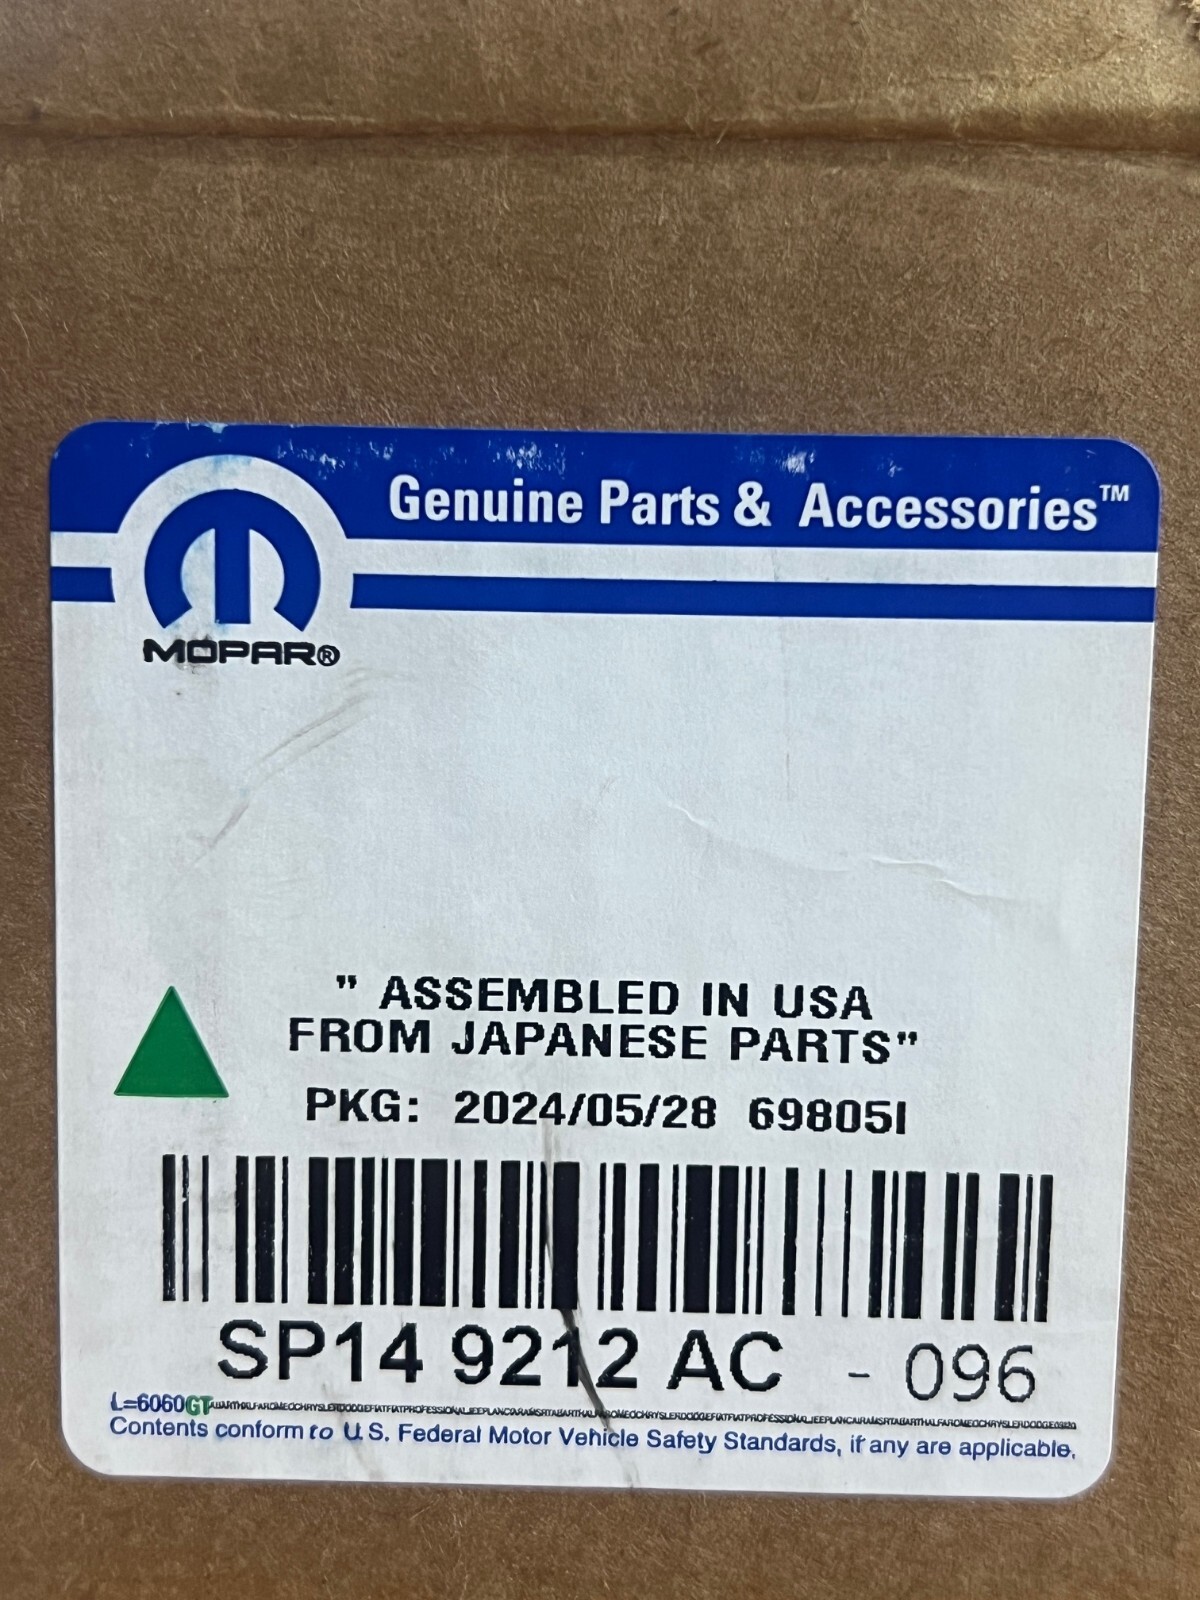 Genuine Parts & Accessories™
MOPAR®
" ASSEMBLED IN USA
FROM JAPANESE PARTS"
PKG: 2024/05/28 69805I
SP14 9212 AC - 096
L=6060GT
Contents conform to U.S. Federal Motor Vehicle Safety Standards, if any are applicable.